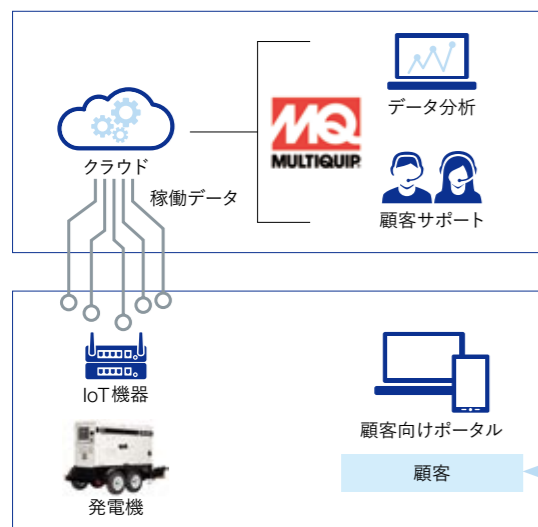 データ分析
MQ
MULTIQUIP
クラウド
稼働データ
顧客サポート
IoT機器
顧客向けポータル
顧客
発電機